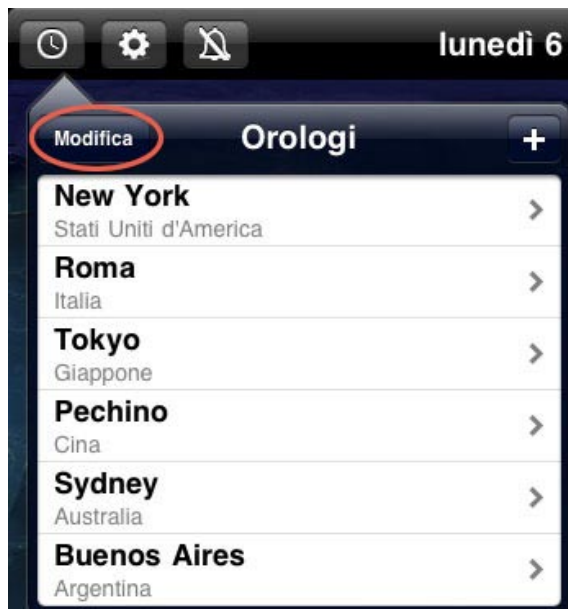 lunedì 6
Modifica Orologi +
New York
Stati Uniti d'America
Roma
Italia
Tokyo
Giappone
Pechino
Cina
Sydney
Australia
Buenos Aires
Argentina